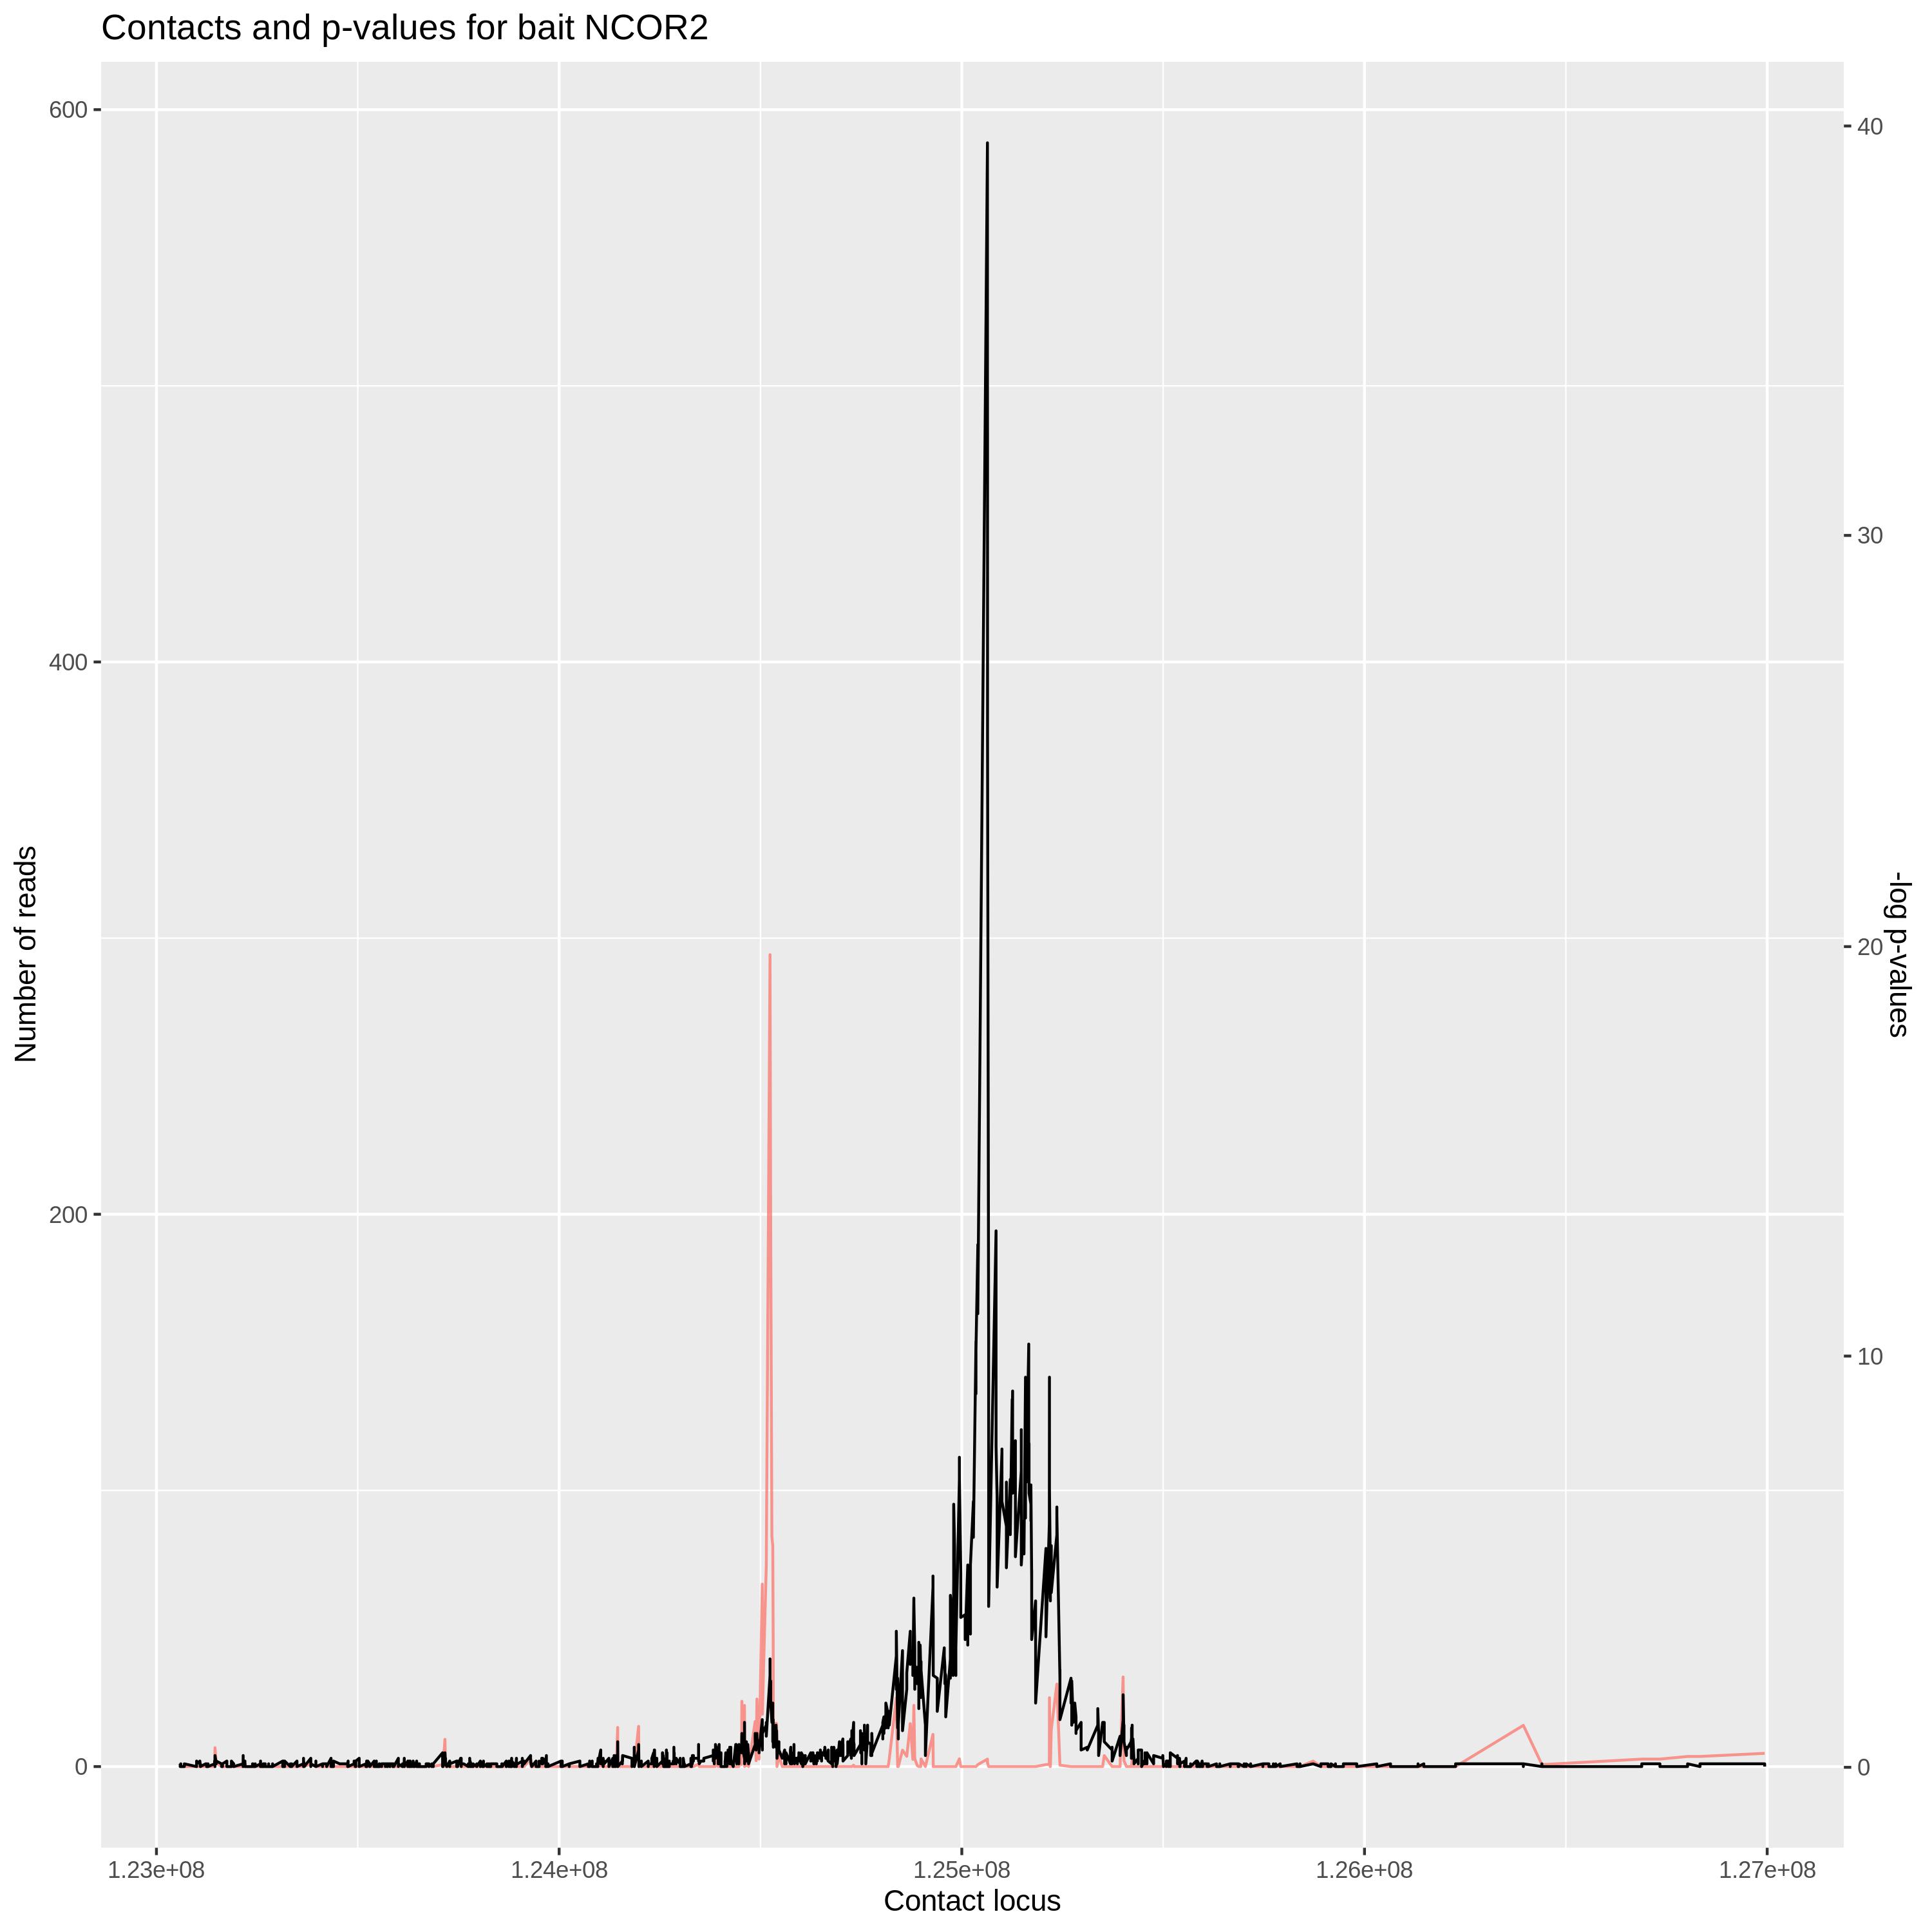 Contacts and p-values for bait NCOR2
600
400
200
0
Number of reads
40
30
20
10
0
-log p-values
1.23e+08
1.24e+08
1.25e+08
1.26e+08
1.27e+08
Contact locus